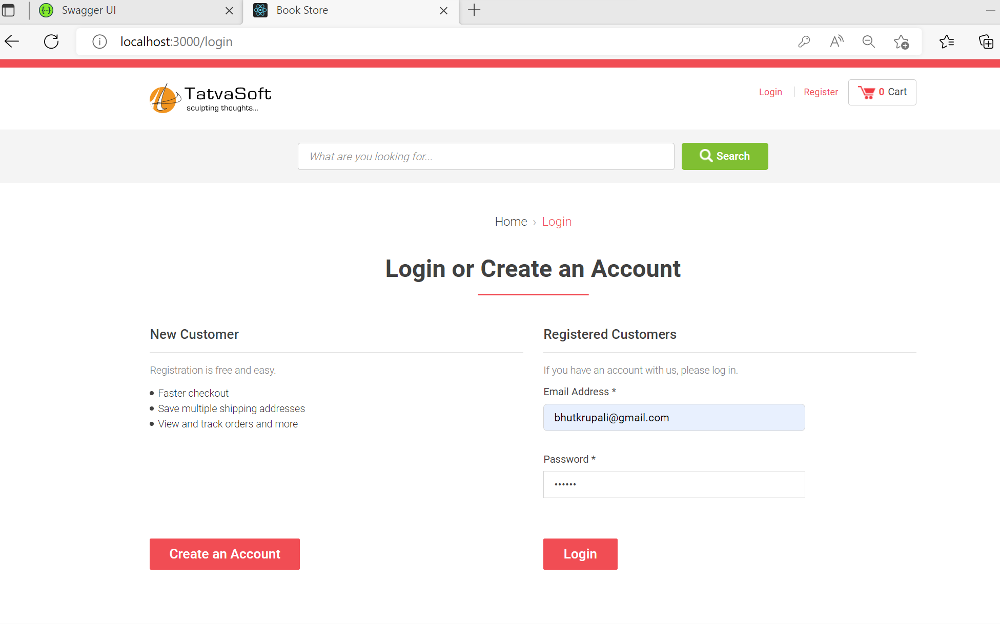 Swagger UI
Book Store
localhost:3000/login
TatvaSoft
sculpting thoughts...
Login
Register
0 Cart
What are you looking for...
Search
Home › Login
Login or Create an Account
New Customer
Registration is free and easy.
Faster checkout
Save multiple shipping addresses
View and track orders and more
Create an Account
Registered Customers
If you have an account with us, please log in.
Email Address *
bhutkrupali@gmail.com
Password *
••••••
Login